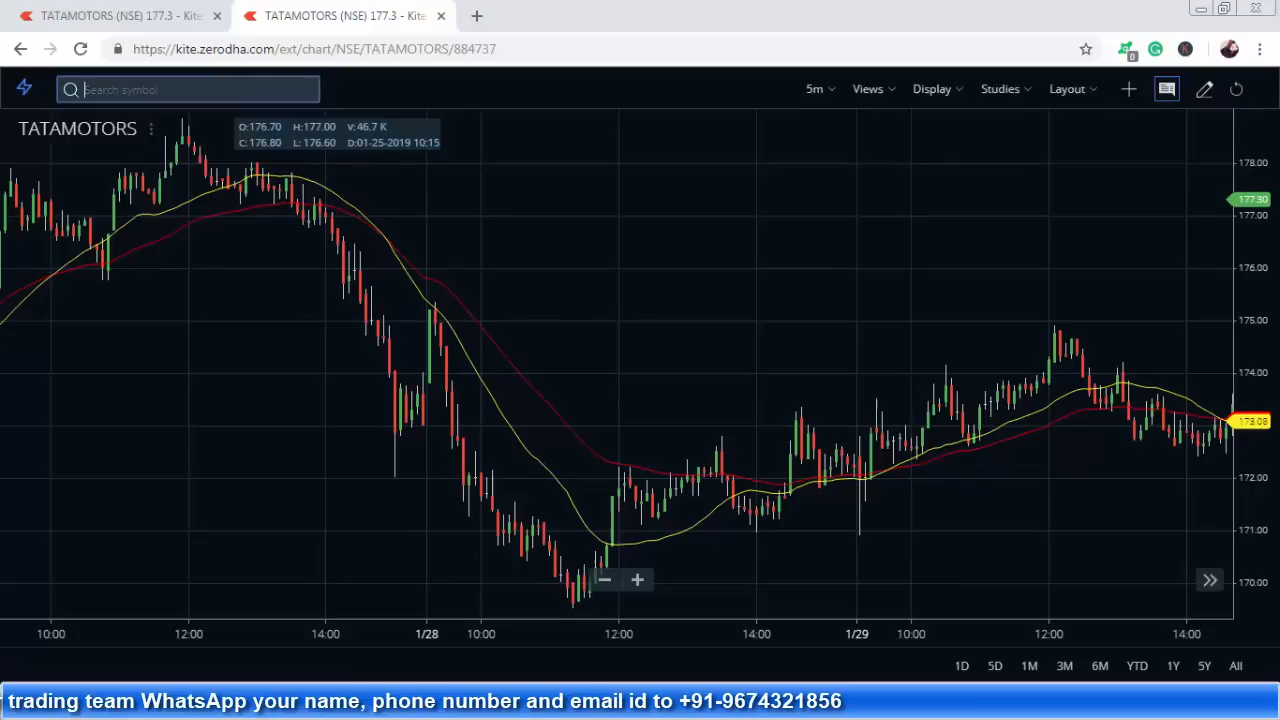 TATAMOTORS (NSE) 177.3 - Kite
TATAMOTORS (NSE) 177.3 - Kite
https://kite.zerodha.com/ext/chart/NSE/TATAMOTORS/884737
0
K
Search symbol
5m Views Display Studies Layout
TATAMOTORS
O:176.70 H:177.00 V:46.7 K
C:176.80 L: 176.60 D:01-25-2019 10:15
178.00
177.30
177.00
176.00
175.00
174.00
173.08
172.00
171.00
170.00
10:00 12:00 14:00 1/28 10:00 12:00 14:00 1/29 10:00 12:00 14:00
1D 5D 1M 3M 6M YTD 1Y 5Y All
trading team WhatsApp your name, phone number and email id to +91-9674321856